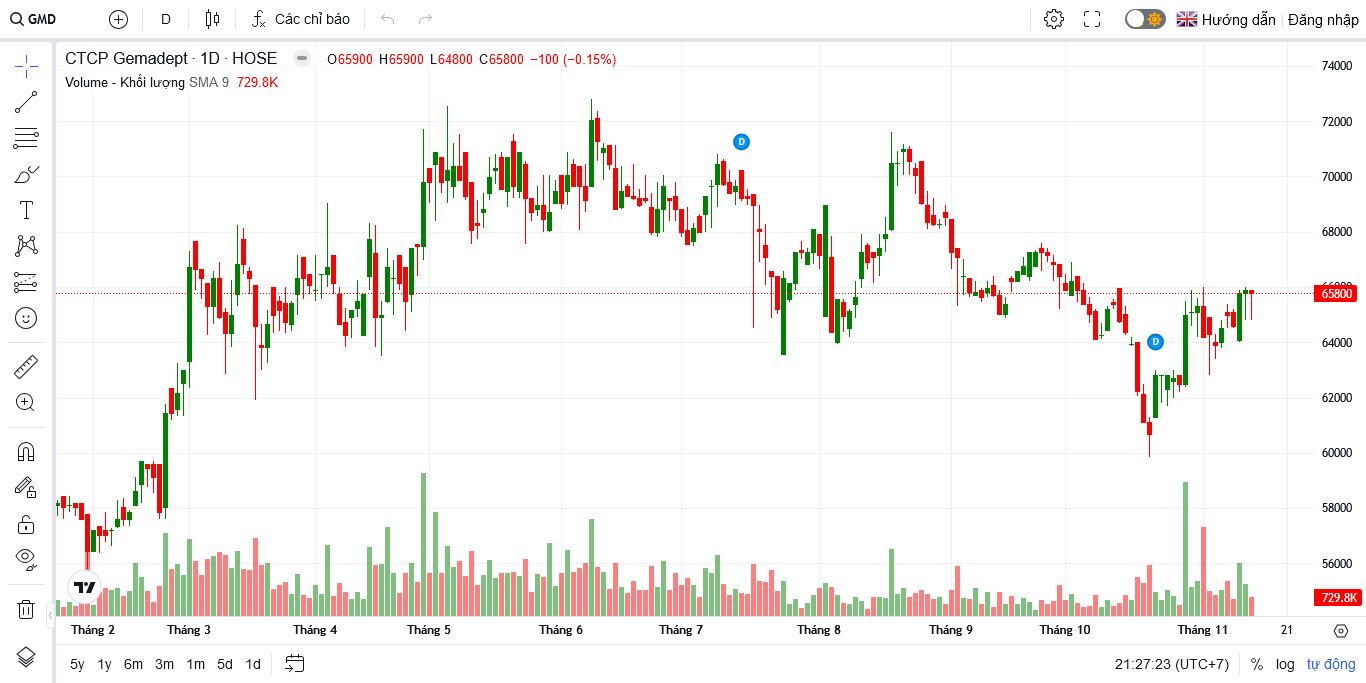 GMD D Các chỉ báo Hướng dẫn Đăng nhập
CTCP Gemadept · 1D · HOSE O65900 H65900 L64800 C65800 −100 (−0.15%)
Volume - Khối lượng SMA 9 729.8K
74000
72000
D
70000
68000
65800
64000
D
62000
60000
58000
56000
729.8K
Tháng 2 Tháng 3 Tháng 4 Tháng 5 Tháng 6 Tháng 7 Tháng 8 Tháng 9 Tháng 10 Tháng 11 21
5y 1y 6m 3m 1m 5d 1d 21:27:23 (UTC+7) % log tự động